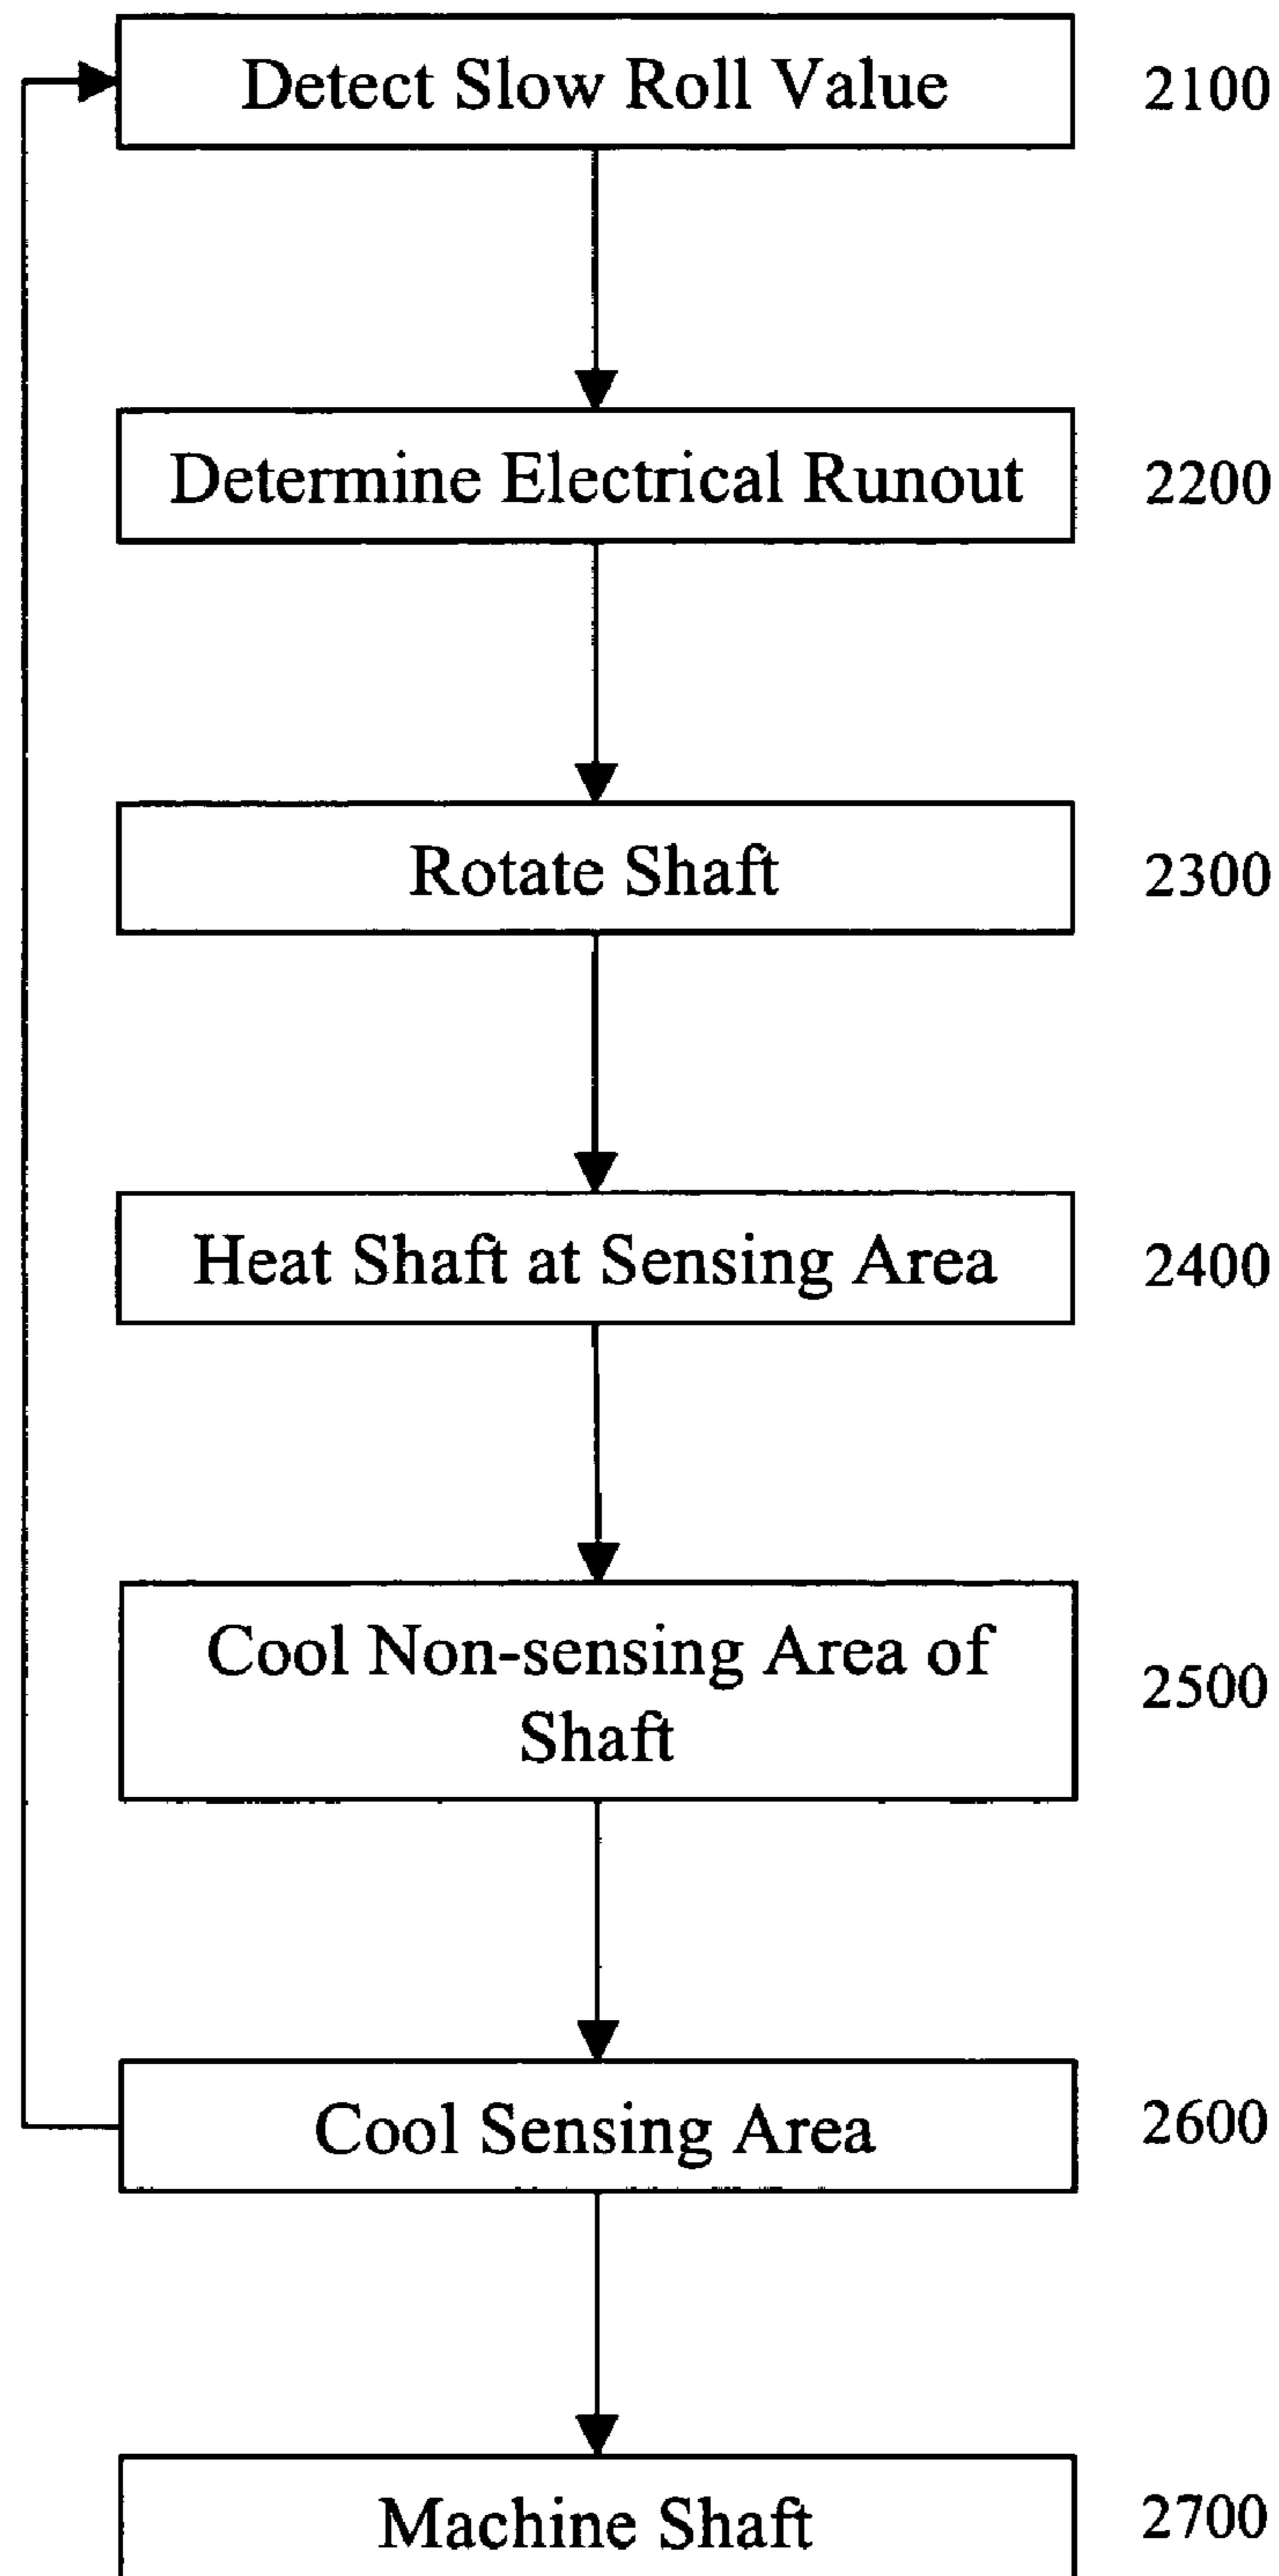 Detect Slow Roll Value 2100
Determine Electrical Runout 2200
Rotate Shaft 2300
Heat Shaft at Sensing Area 2400
Cool Non-sensing Area of
Shaft 2500
Cool Sensing Area 2600
Machine Shaft 2700